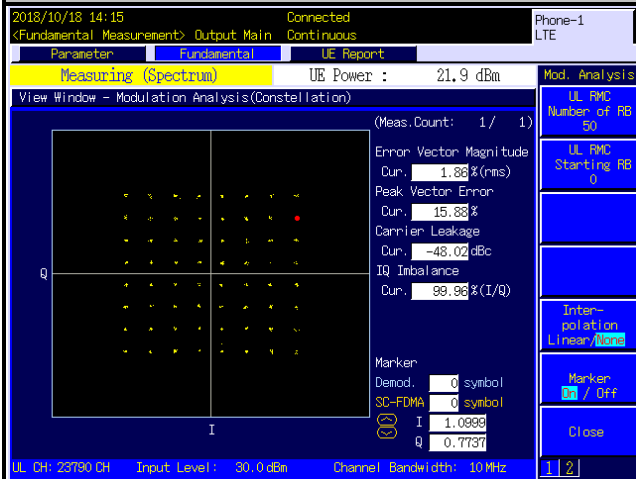 2018/10/18 14:15 Connected Phone-1
<Fundamental Measurement> Output Main Continuous LTE
Parameter Fundamental UE Report
Measuring (Spectrum) UE Power : 21.9 dBm Mod. Analysis
View Window - Modulation Analysis(Constellation)
UL RMC
Number of RB
50
(Meas.Count: 1/ 1)
Error Vector Magnitude
Cur. 1.86 %(rms)
Peak Vector Error
Cur. 15.88 %
Carrier Leakage
Cur. -48.02 dBc
IQ Imbalance
Cur. 99.96 %(I/Q)
UL RMC
Starting RB
0
Q
Inter-
polation
Linear/None
Marker
Demod. 0 symbol
SC-FDMA 0 symbol
I 1.0999
Q 0.7737
Marker
On / Off
I
Close
UL CH: 23790 CH Input Level: 30.0 dBm Channel Bandwidth: 10 MHz 1 2